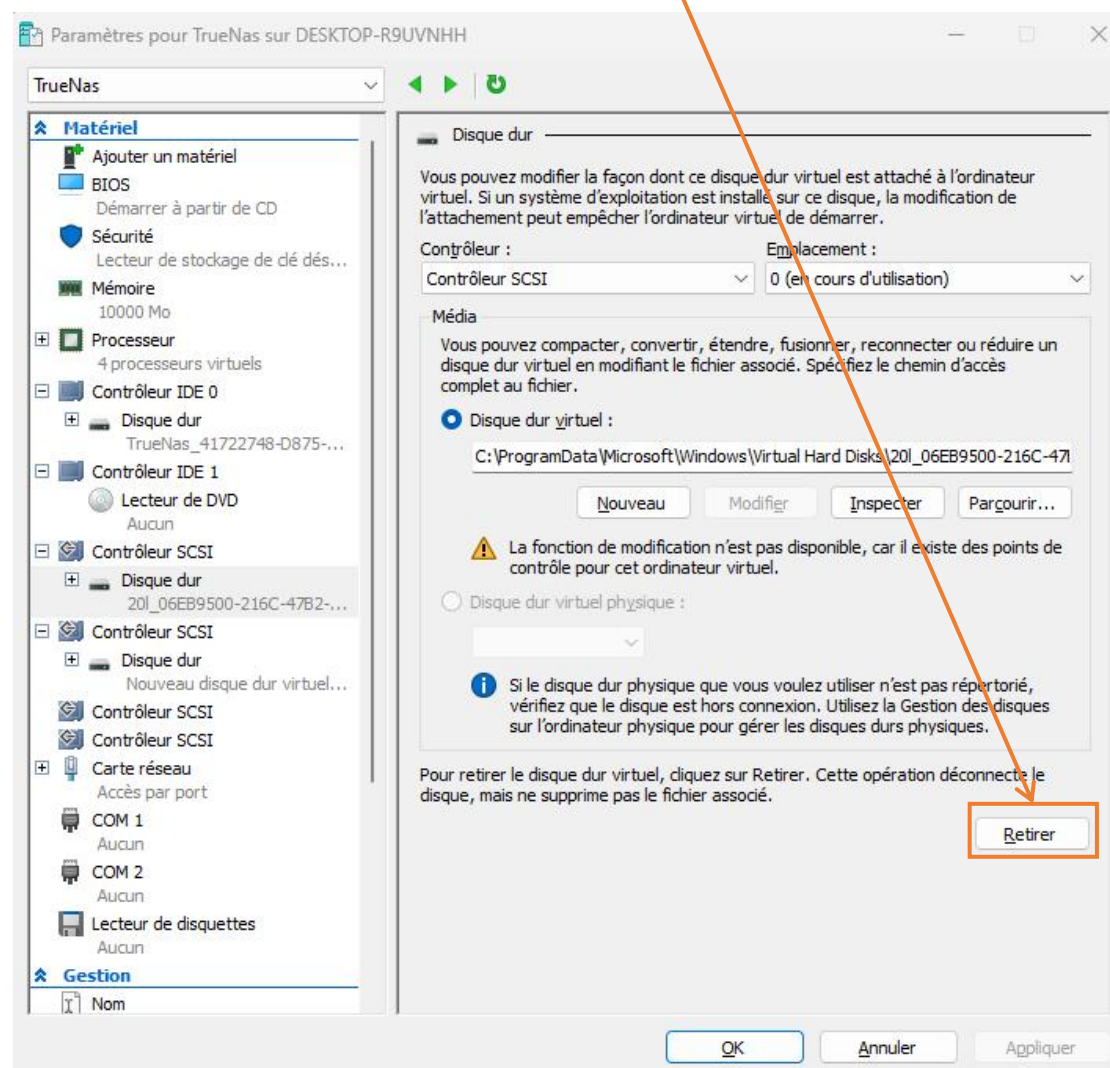 Paramètres pour TrueNas sur DESKTOP-R9UVNHH
TrueNas
Matériel
Ajouter un matériel
BIOS
Démarrer à partir de CD
Sécurité
Lecteur de stockage de clé dés...
Mémoire
10000 Mo
Processeur
4 processeurs virtuels
Contrôleur IDE 0
Disque dur
TrueNas_41722748-D875-...
Contrôleur IDE 1
Lecteur de DVD
Aucun
Contrôleur SCSI
Disque dur
20l_06EB9500-216C-47B2-...
Contrôleur SCSI
Disque dur
Nouveau disque dur virtuel...
Contrôleur SCSI
Contrôleur SCSI
Carte réseau
Accès par port
COM 1
Aucun
COM 2
Aucun
Lecteur de disquettes
Aucun
Gestion
Nom
Disque dur
Vous pouvez modifier la façon dont ce disque dur virtuel est attaché à l'ordinateur
virtuel. Si un système d'exploitation est installé sur ce disque, la modification de
l'attachement peut empêcher l'ordinateur virtuel de démarrer.
Contrôleur : Emplacement :
Contrôleur SCSI 0 (en cours d'utilisation)
Média
Vous pouvez compacter, convertir, étendre, fusionner, reconnecter ou réduire un
disque dur virtuel en modifiant le fichier associé. Spécifiez le chemin d'accès
complet au fichier.
Disque dur virtuel :
C:\ProgramData\Microsoft\Windows\Virtual Hard Disks\20l_06EB9500-216C-47
Nouveau Modifier Inspecter Parcourir...
La fonction de modification n'est pas disponible, car il existe des points de
contrôle pour cet ordinateur virtuel.
Disque dur virtuel physique :
Si le disque dur physique que vous voulez utiliser n'est pas répertorié,
vérifiez que le disque est hors connexion. Utilisez la Gestion des disques
sur l'ordinateur physique pour gérer les disques durs physiques.
Pour retirer le disque dur virtuel, cliquez sur Retirer. Cette opération déconnecte le
disque, mais ne supprime pas le fichier associé.
Retirer
OK Annuler Appliquer